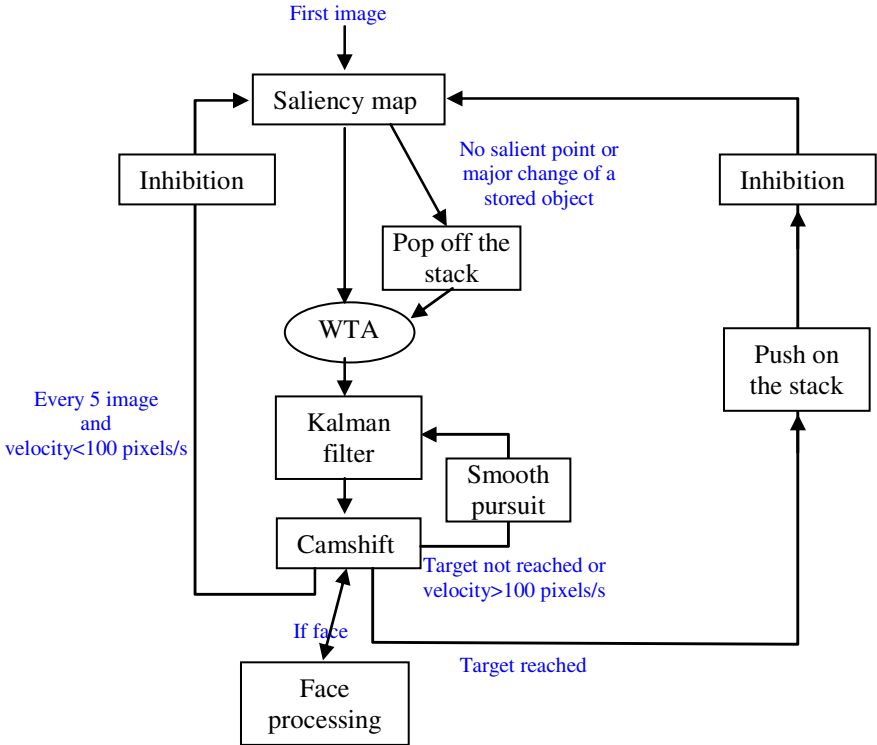 First image
Saliency map
No salient point or
major change of a
stored object
Inhibition
Inhibition
Pop off the
stack
WTA
Push on
the stack
Every 5 image
and
velocity<100 pixels/s
Kalman
filter
Smooth
pursuit
Camshift
Target not reached or
velocity>100 pixels/s
If face
Target reached
Face
processing